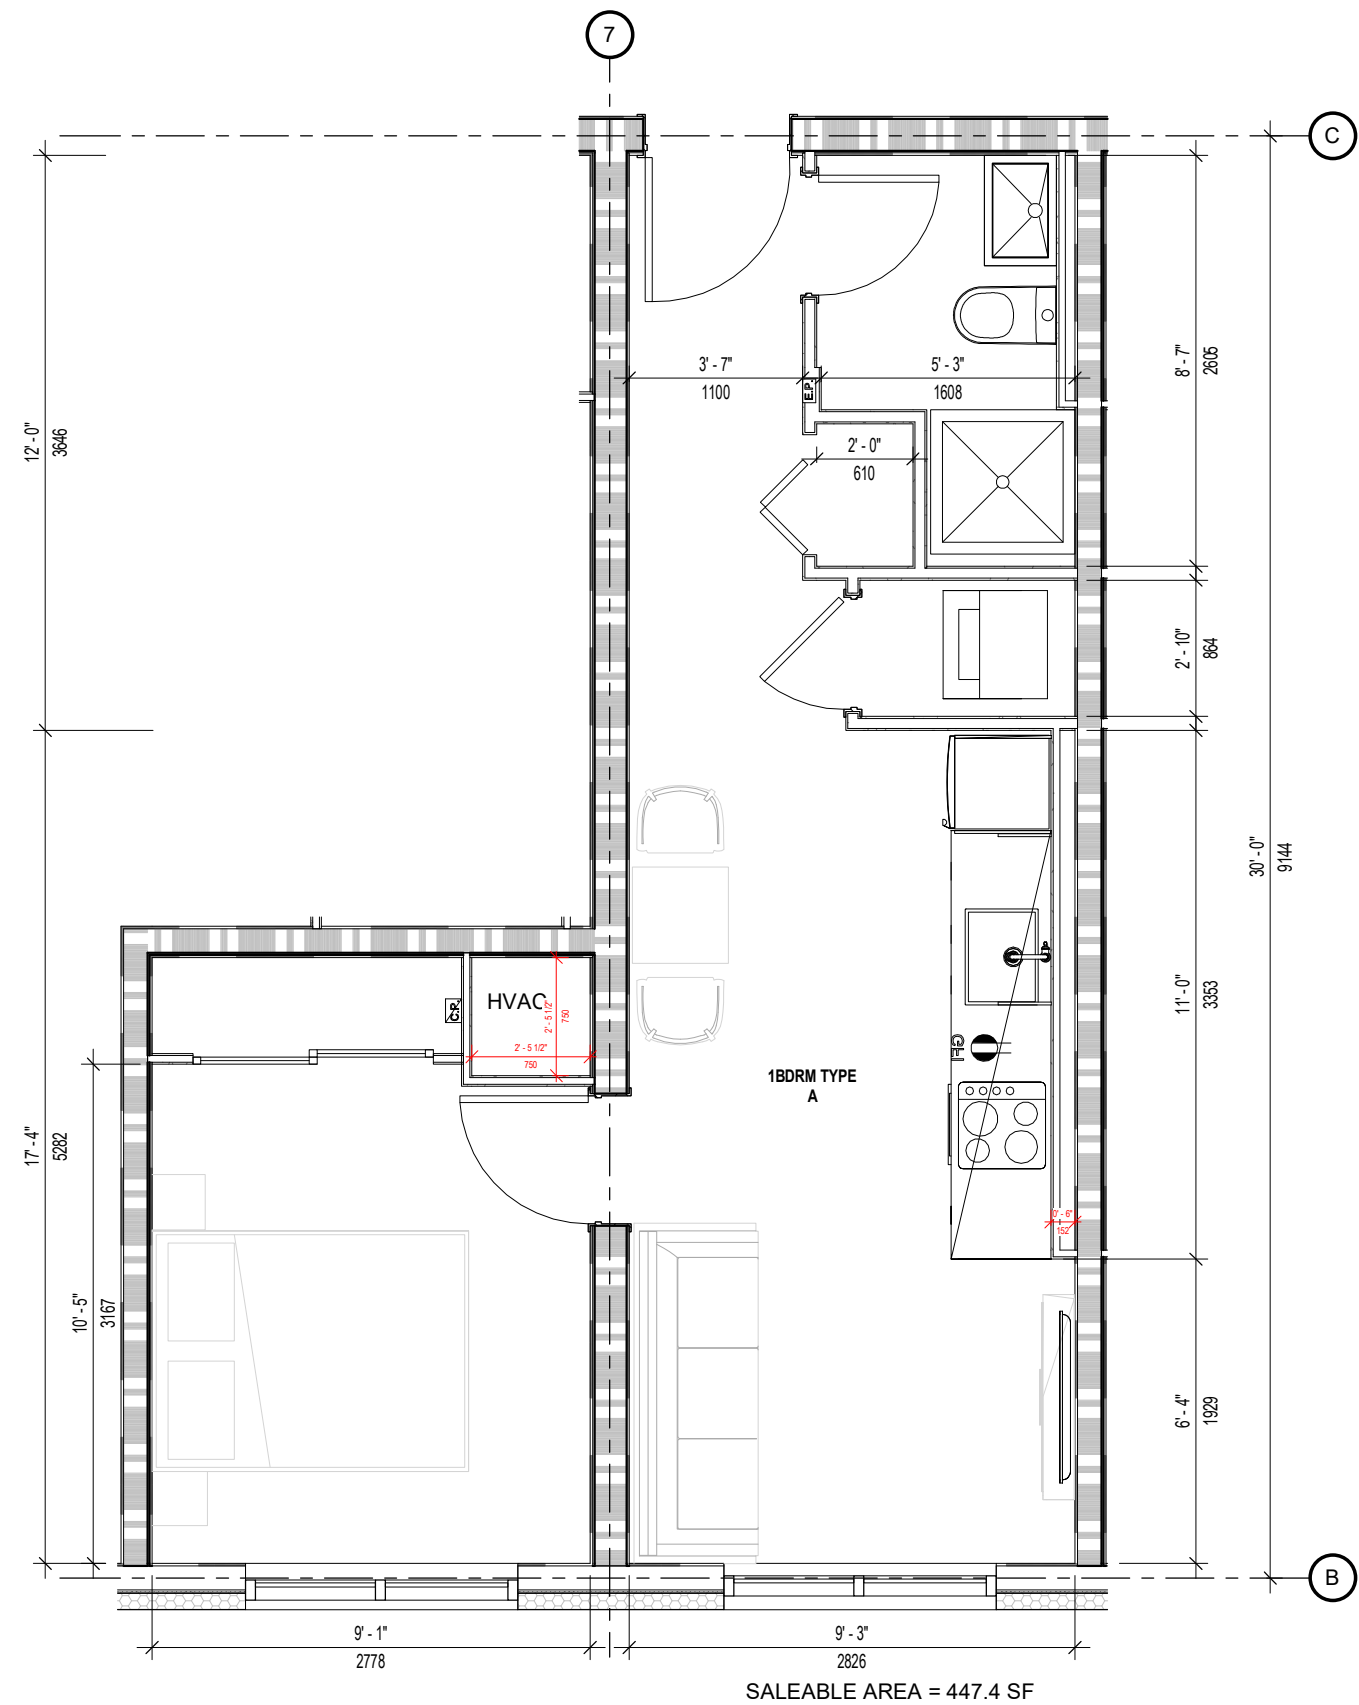 7
C
3' - 7"
1100
E.P.
5' - 3"
1608
8' - 7"
2605
12' - 0"
3646
2' - 0"
610
2' - 10"
864
30' - 0"
9144
HVAC
C.P.
2' - 5 1/2"
750
2' - 5 1/2"
750
11' - 0"
3353
GFI
1BDRM TYPE
A
17' - 4"
5282
0' - 6"
152
10' - 5"
3167
6' - 4"
1929
B
9' - 1"
2778
9' - 3"
2826
SALEABLE AREA = 447.4 SF